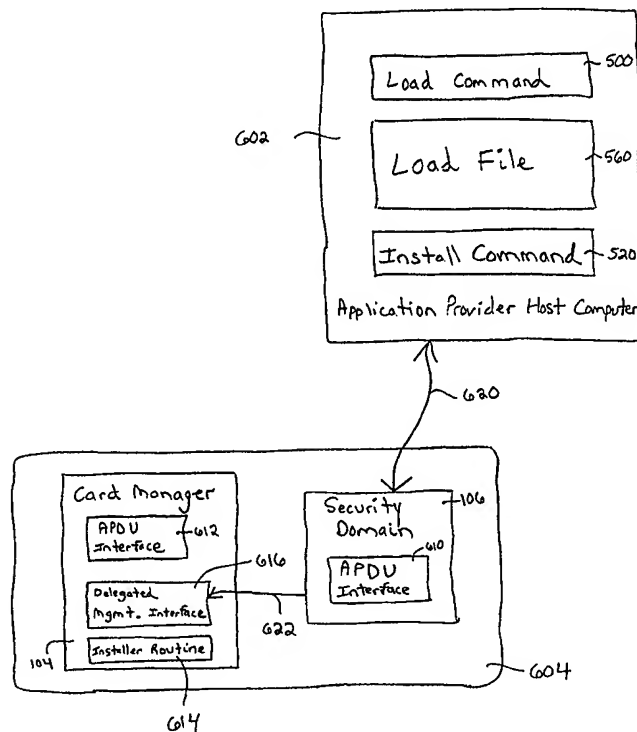 Load Command
500
602
Load File
560
Install Command
520
Application Provider Host Computer
620
Card Manager
APDU
Interface
612
Security
Domain
106
616
610
APDU
Interface
Delegated
Mgmt. Interface
622
104
Installer Routine
604
614